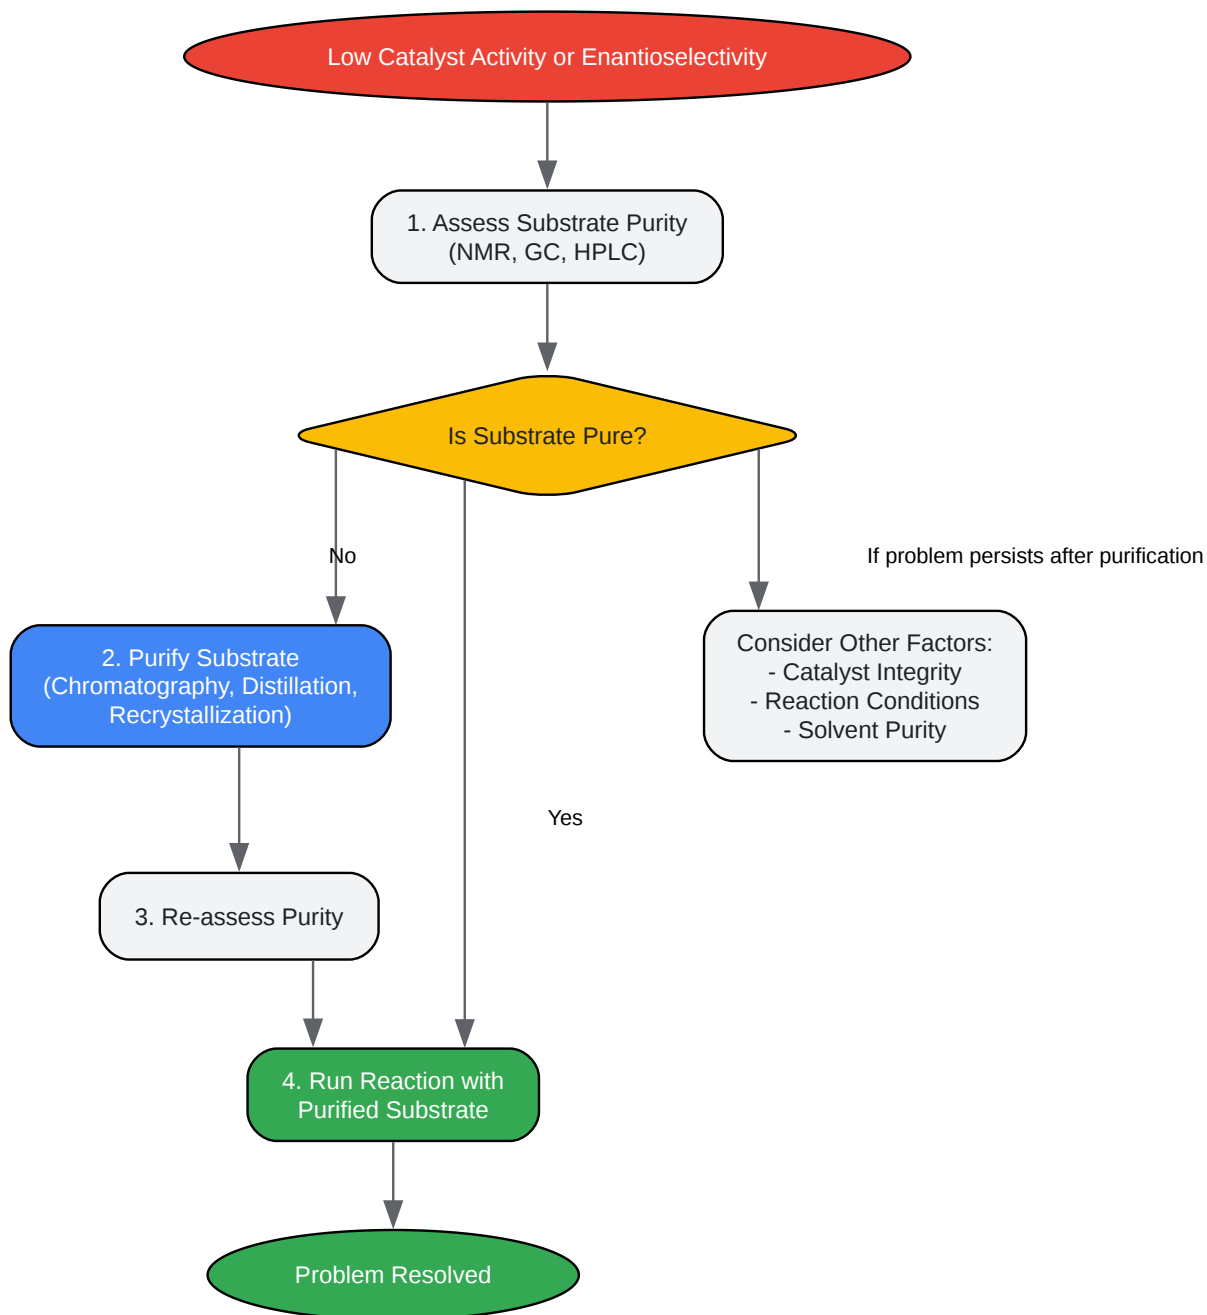 Low Catalyst Activity or Enantioselectivity
1. Assess Substrate Purity
(NMR, GC, HPLC)
Is Substrate Pure?
No
If problem persists after purification
2. Purify Substrate
(Chromatography, Distillation,
Recrystallization)
Consider Other Factors:
- Catalyst Integrity
- Reaction Conditions
- Solvent Purity
Yes
3. Re-assess Purity
4. Run Reaction with
Purified Substrate
Problem Resolved